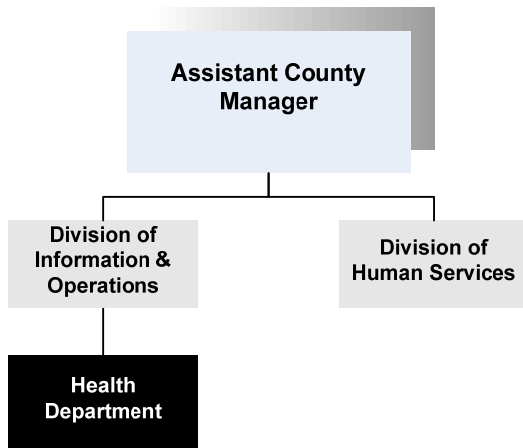 Assistant County
Manager
Division of
Information &
Operations
Division of
Human Services
Health
Department